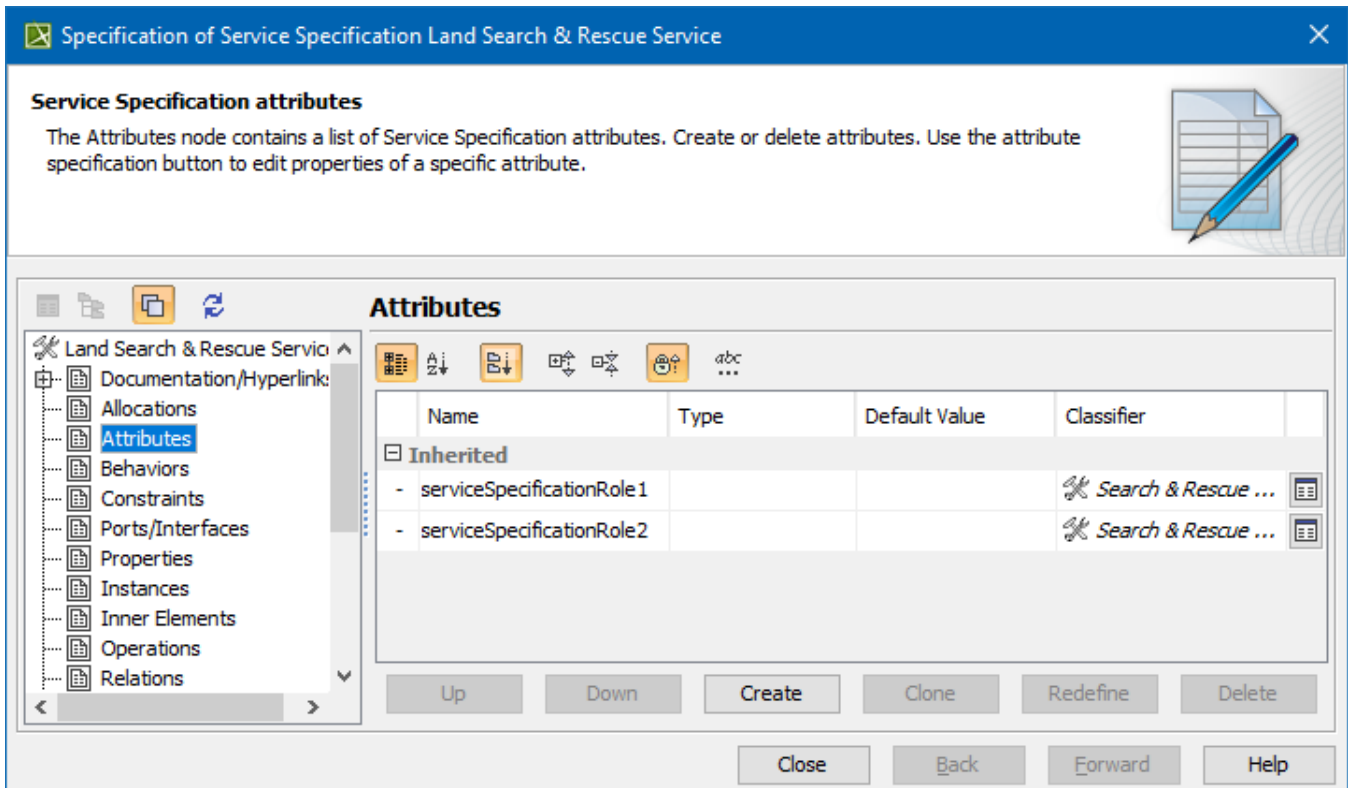 Specification of Service Specification Land Search & Rescue Service
Service Specification attributes
The Attributes node contains a list of Service Specification attributes. Create or delete attributes. Use the attribute
specification button to edit properties of a specific attribute.
Land Search & Rescue Servic
Documentation/Hyperlinks
Allocations
Attributes
Behaviors
Constraints
Ports/Interfaces
Properties
Instances
Inner Elements
Operations
Relations
Attributes
Name Type Default Value Classifier
Inherited
- serviceSpecificationRole1 Search & Rescue ...
- serviceSpecificationRole2 Search & Rescue ...
Up Down Create Clone Redefine Delete
Close Back Forward Help